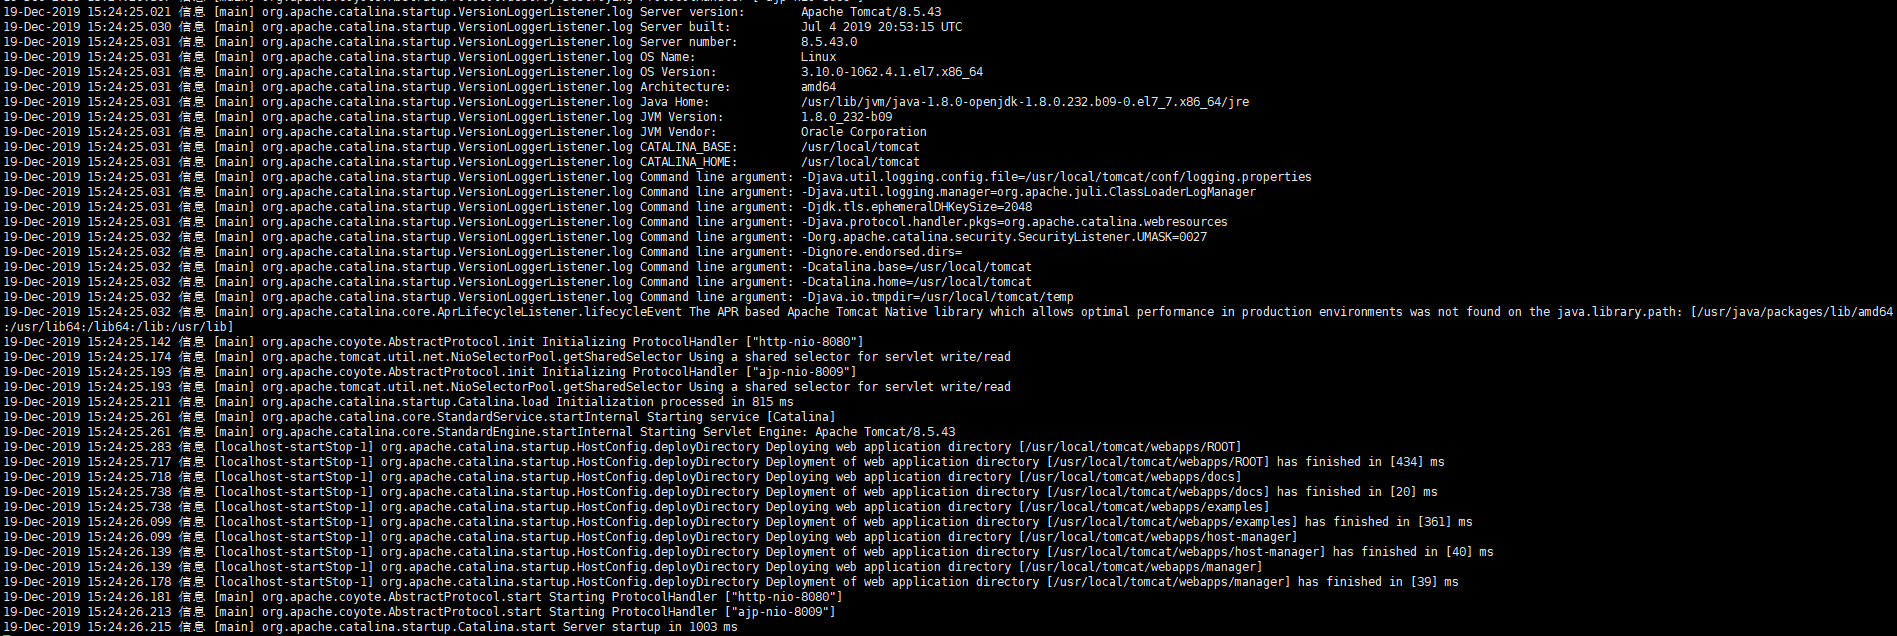 19-Dec-2019 15:24:25.021 信息 [main] org.apache.catalina.startup.VersionLoggerListener.log Server version:        Apache Tomcat/8.5.43
19-Dec-2019 15:24:25.030 信息 [main] org.apache.catalina.startup.VersionLoggerListener.log Server built:          Jul 4 2019 20:53:15 UTC
19-Dec-2019 15:24:25.031 信息 [main] org.apache.catalina.startup.VersionLoggerListener.log Server number:         8.5.43.0
19-Dec-2019 15:24:25.031 信息 [main] org.apache.catalina.startup.VersionLoggerListener.log OS Name:               Linux
19-Dec-2019 15:24:25.031 信息 [main] org.apache.catalina.startup.VersionLoggerListener.log OS Version:            3.10.0-1062.4.1.el7.x86_64
19-Dec-2019 15:24:25.031 信息 [main] org.apache.catalina.startup.VersionLoggerListener.log Architecture:          amd64
19-Dec-2019 15:24:25.031 信息 [main] org.apache.catalina.startup.VersionLoggerListener.log Java Home:             /usr/lib/jvm/java-1.8.0-openjdk-1.8.0.232.b09-0.el7_7.x86_64/jre
19-Dec-2019 15:24:25.031 信息 [main] org.apache.catalina.startup.VersionLoggerListener.log JVM Version:           1.8.0_232-b09
19-Dec-2019 15:24:25.031 信息 [main] org.apache.catalina.startup.VersionLoggerListener.log JVM Vendor:            Oracle Corporation
19-Dec-2019 15:24:25.031 信息 [main] org.apache.catalina.startup.VersionLoggerListener.log CATALINA_BASE:         /usr/local/tomcat
19-Dec-2019 15:24:25.031 信息 [main] org.apache.catalina.startup.VersionLoggerListener.log CATALINA_HOME:         /usr/local/tomcat
19-Dec-2019 15:24:25.031 信息 [main] org.apache.catalina.startup.VersionLoggerListener.log Command line argument: -Djava.util.logging.config.file=/usr/local/tomcat/conf/logging.properties
19-Dec-2019 15:24:25.031 信息 [main] org.apache.catalina.startup.VersionLoggerListener.log Command line argument: -Djava.util.logging.manager=org.apache.juli.ClassLoaderLogManager
19-Dec-2019 15:24:25.031 信息 [main] org.apache.catalina.startup.VersionLoggerListener.log Command line argument: -Djdk.tls.ephemeralDHKeySize=2048
19-Dec-2019 15:24:25.031 信息 [main] org.apache.catalina.startup.VersionLoggerListener.log Command line argument: -Djava.protocol.handler.pkgs=org.apache.catalina.webresources
19-Dec-2019 15:24:25.032 信息 [main] org.apache.catalina.startup.VersionLoggerListener.log Command line argument: -Dorg.apache.catalina.security.SecurityListener.UMASK=0027
19-Dec-2019 15:24:25.032 信息 [main] org.apache.catalina.startup.VersionLoggerListener.log Command line argument: -Dignore.endorsed.dirs=
19-Dec-2019 15:24:25.032 信息 [main] org.apache.catalina.startup.VersionLoggerListener.log Command line argument: -Dcatalina.base=/usr/local/tomcat
19-Dec-2019 15:24:25.032 信息 [main] org.apache.catalina.startup.VersionLoggerListener.log Command line argument: -Dcatalina.home=/usr/local/tomcat
19-Dec-2019 15:24:25.032 信息 [main] org.apache.catalina.startup.VersionLoggerListener.log Command line argument: -Djava.io.tmpdir=/usr/local/tomcat/temp
19-Dec-2019 15:24:25.032 信息 [main] org.apache.catalina.core.AprLifecycleListener.lifecycleEvent The APR based Apache Tomcat Native library which allows optimal performance in production environments was not found on the java.library.path: [/usr/java/packages/lib/amd64
:/usr/lib64:/lib64:/lib:/usr/lib]
19-Dec-2019 15:24:25.142 信息 [main] org.apache.coyote.AbstractProtocol.init Initializing ProtocolHandler ["http-nio-8080"]
19-Dec-2019 15:24:25.174 信息 [main] org.apache.tomcat.util.net.NioSelectorPool.getSharedSelector Using a shared selector for servlet write/read
19-Dec-2019 15:24:25.193 信息 [main] org.apache.coyote.AbstractProtocol.init Initializing ProtocolHandler ["ajp-nio-8009"]
19-Dec-2019 15:24:25.193 信息 [main] org.apache.tomcat.util.net.NioSelectorPool.getSharedSelector Using a shared selector for servlet write/read
19-Dec-2019 15:24:25.211 信息 [main] org.apache.catalina.startup.Catalina.load Initialization processed in 815 ms
19-Dec-2019 15:24:25.261 信息 [main] org.apache.catalina.core.StandardService.startInternal Starting service [Catalina]
19-Dec-2019 15:24:25.261 信息 [main] org.apache.catalina.core.StandardEngine.startInternal Starting Servlet Engine: Apache Tomcat/8.5.43
19-Dec-2019 15:24:25.283 信息 [localhost-startStop-1] org.apache.catalina.startup.HostConfig.deployDirectory Deploying web application directory [/usr/local/tomcat/webapps/ROOT]
19-Dec-2019 15:24:25.717 信息 [localhost-startStop-1] org.apache.catalina.startup.HostConfig.deployDirectory Deployment of web application directory [/usr/local/tomcat/webapps/ROOT] has finished in [434] ms
19-Dec-2019 15:24:25.718 信息 [localhost-startStop-1] org.apache.catalina.startup.HostConfig.deployDirectory Deploying web application directory [/usr/local/tomcat/webapps/docs]
19-Dec-2019 15:24:25.738 信息 [localhost-startStop-1] org.apache.catalina.startup.HostConfig.deployDirectory Deployment of web application directory [/usr/local/tomcat/webapps/docs] has finished in [20] ms
19-Dec-2019 15:24:25.738 信息 [localhost-startStop-1] org.apache.catalina.startup.HostConfig.deployDirectory Deploying web application directory [/usr/local/tomcat/webapps/examples]
19-Dec-2019 15:24:26.099 信息 [localhost-startStop-1] org.apache.catalina.startup.HostConfig.deployDirectory Deployment of web application directory [/usr/local/tomcat/webapps/examples] has finished in [361] ms
19-Dec-2019 15:24:26.099 信息 [localhost-startStop-1] org.apache.catalina.startup.HostConfig.deployDirectory Deploying web application directory [/usr/local/tomcat/webapps/host-manager]
19-Dec-2019 15:24:26.139 信息 [localhost-startStop-1] org.apache.catalina.startup.HostConfig.deployDirectory Deployment of web application directory [/usr/local/tomcat/webapps/host-manager] has finished in [40] ms
19-Dec-2019 15:24:26.139 信息 [localhost-startStop-1] org.apache.catalina.startup.HostConfig.deployDirectory Deploying web application directory [/usr/local/tomcat/webapps/manager]
19-Dec-2019 15:24:26.178 信息 [localhost-startStop-1] org.apache.catalina.startup.HostConfig.deployDirectory Deployment of web application directory [/usr/local/tomcat/webapps/manager] has finished in [39] ms
19-Dec-2019 15:24:26.181 信息 [main] org.apache.coyote.AbstractProtocol.start Starting ProtocolHandler ["http-nio-8080"]
19-Dec-2019 15:24:26.213 信息 [main] org.apache.coyote.AbstractProtocol.start Starting ProtocolHandler ["ajp-nio-8009"]
19-Dec-2019 15:24:26.215 信息 [main] org.apache.catalina.startup.Catalina.start Server startup in 1003 ms